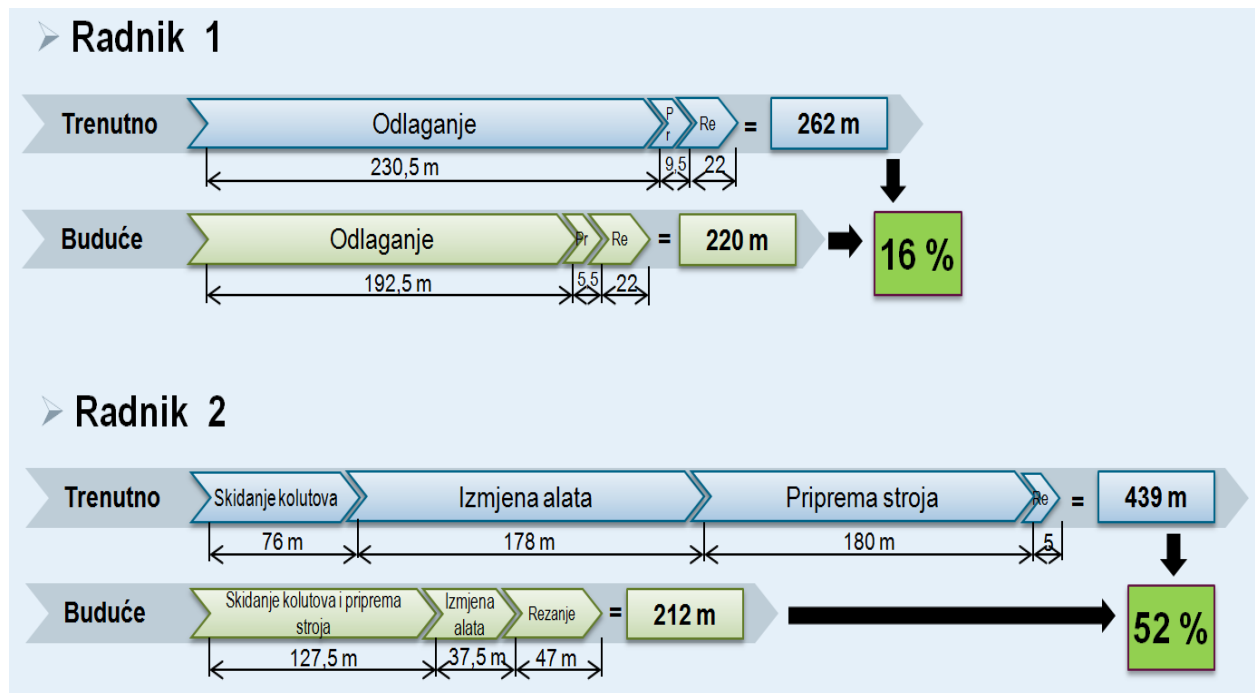 Radnik 1
Trenutno
Odlaganje
Pr
Re
=
262 m
230,5 m
9,5
22
Buduće
Odlaganje
Pr
Re
=
220 m
16 %
192,5 m
5,5
22
Radnik 2
Trenutno
Skidanje kolutova
Izmjena alata
Priprema stroja
Re
=
439 m
76 m
178 m
180 m
5
Buduće
Skidanje kolutova i priprema
stroja
Izmjena
alata
Rezanje
=
212 m
52 %
127,5 m
37,5 m
47 m